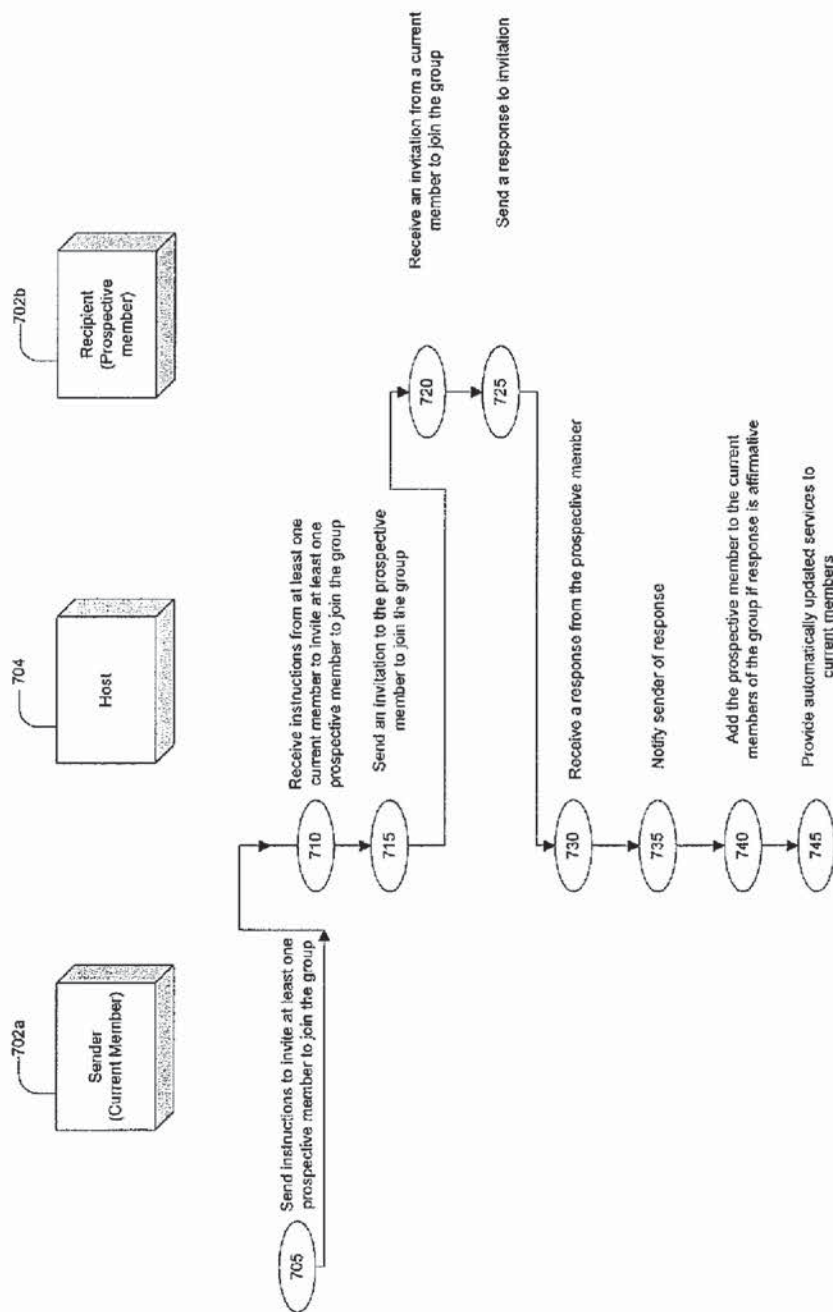 702a
Sender
(Current Member)
704
Host
702b
Recipient
(Prospective
member)
705
Send instructions to invite at least one
prospective member to join the group
710
Receive instructions from at least one
current member to invite at least one
prospective member to join the group
715
Send an invitation to the prospective
member to join the group
720
Receive an invitation from a current
member to join the group
725
Send a response to invitation
730
Receive a response from the prospective member
735
Notify sender of response
740
Add the prospective member to the current
members of the group if response is affirmative
745
Provide automatically updated services to
current members